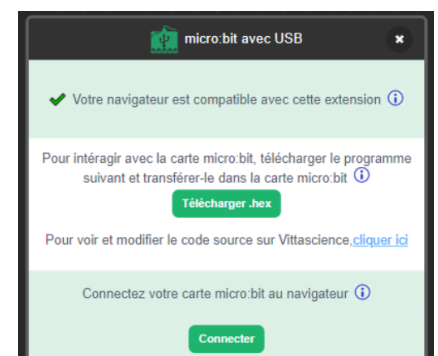 micro:bit avec USB
Votre navigateur est compatible avec cette extension
Pour intéragir avec la carte micro:bit, télécharger le programme
suivant et transférer-le dans la carte micro:bit
Télécharger .hex
Pour voir et modifier le code source sur Vittascience,cliquer ici
Connectez votre carte micro:bit au navigateur
Connecter